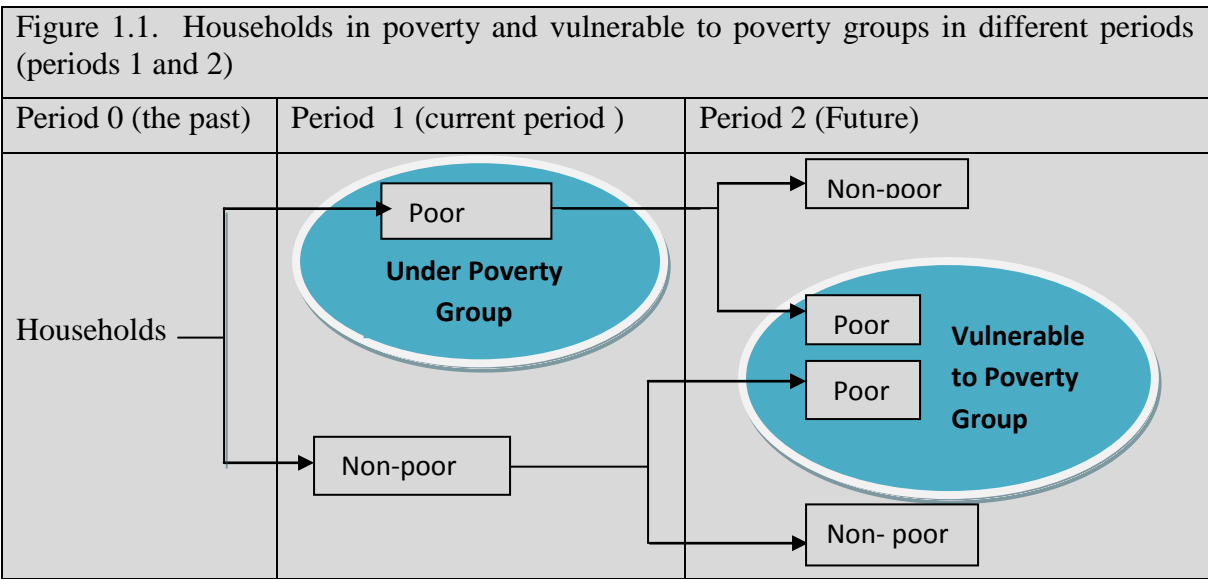 Figure 1.1. Households in poverty and vulnerable to poverty groups in different periods
(periods 1 and 2)
Period 0 (the past)
Period 1 (current period )
Period 2 (Future)
Households
Poor
Under Poverty
Group
Non-poor
Non-poor
Poor
Poor
Vulnerable
to Poverty
Group
Non- poor